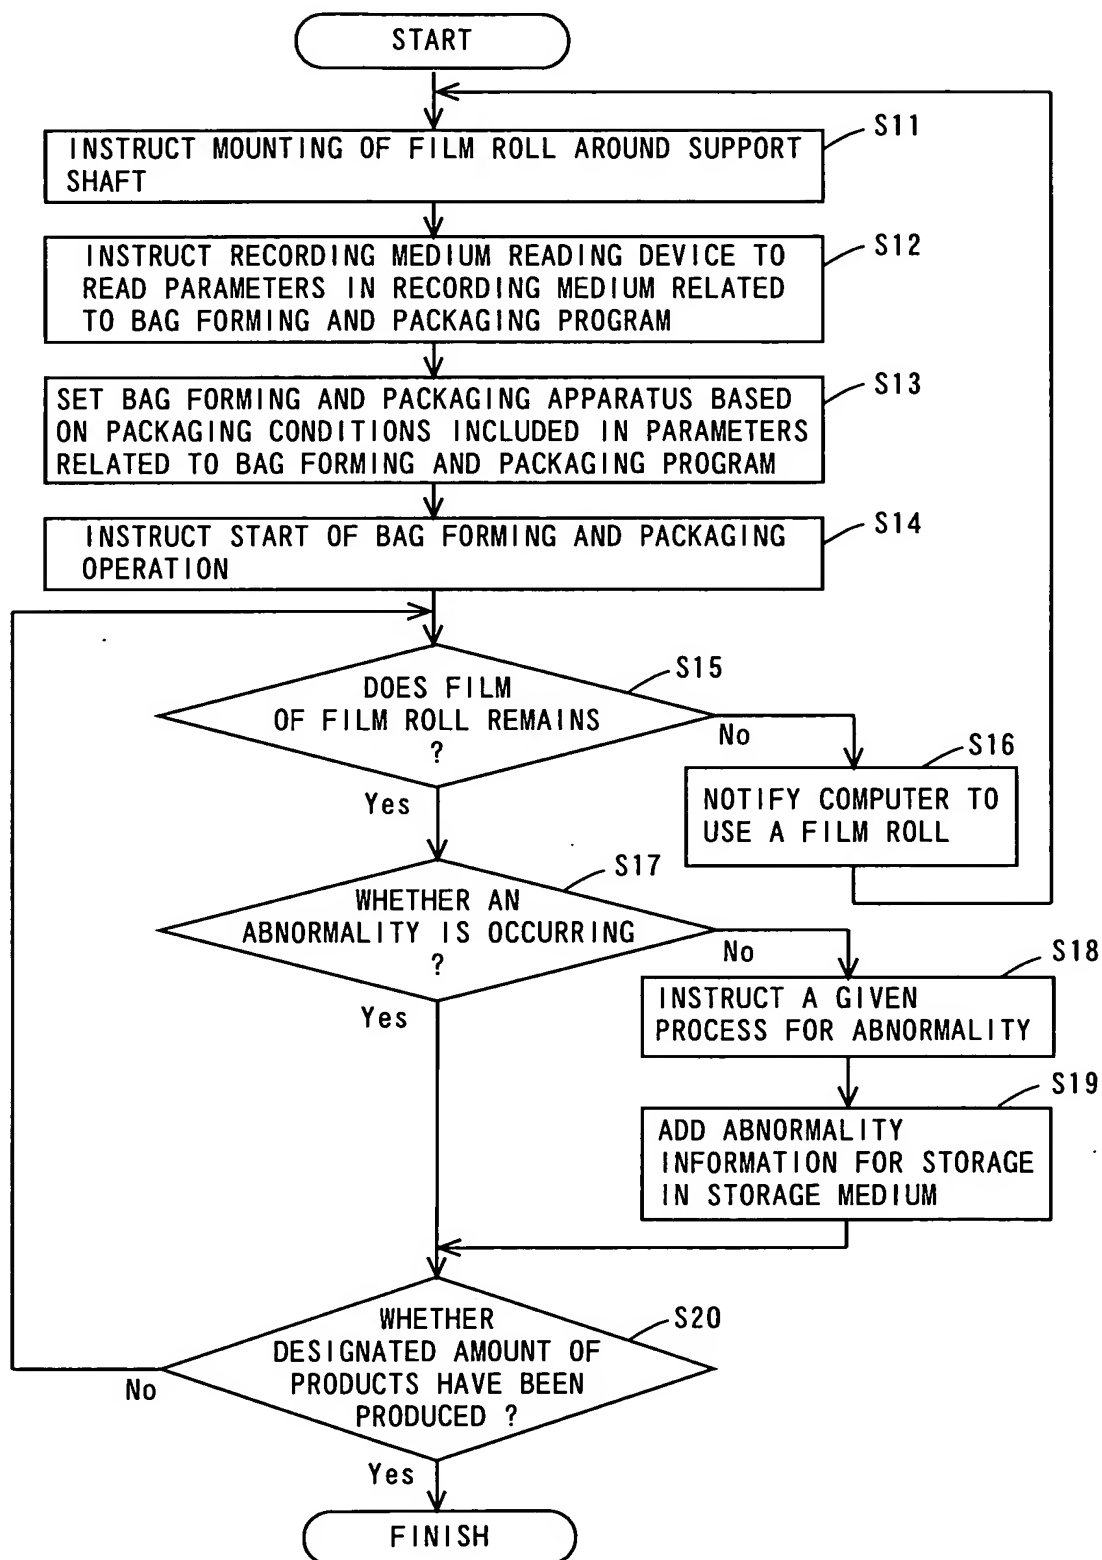 START
INSTRUCT MOUNTING OF FILM ROLL AROUND SUPPORT
SHAFT
S11
INSTRUCT RECORDING MEDIUM READING DEVICE TO
READ PARAMETERS IN RECORDING MEDIUM RELATED
TO BAG FORMING AND PACKAGING PROGRAM
S12
SET BAG FORMING AND PACKAGING APPARATUS BASED
ON PACKAGING CONDITIONS INCLUDED IN PARAMETERS
RELATED TO BAG FORMING AND PACKAGING PROGRAM
S13
INSTRUCT START OF BAG FORMING AND PACKAGING
OPERATION
S14
DOES FILM
OF FILM ROLL REMAINS
?
S15
No
Yes
NOTIFY COMPUTER TO
USE A FILM ROLL
S16
WHETHER AN
ABNORMALITY IS OCCURRING
?
S17
No
Yes
INSTRUCT A GIVEN
PROCESS FOR ABNORMALITY
S18
ADD ABNORMALITY
INFORMATION FOR STORAGE
IN STORAGE MEDIUM
S19
WHETHER
DESIGNATED AMOUNT OF
PRODUCTS HAVE BEEN
PRODUCED ?
S20
No
Yes
FINISH